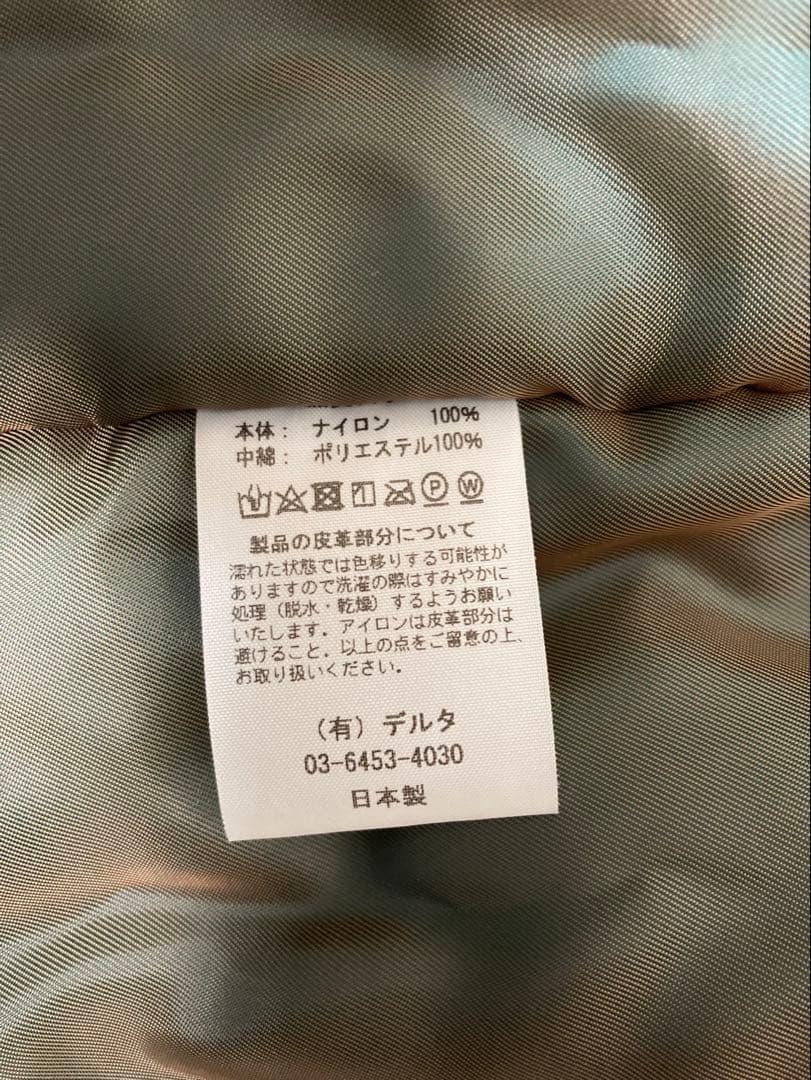 本体： ナイロン 100%
中綿： ポリエステル100%
P W
製品の皮革部分について
濡れた状態では色移りする可能性が
ありますので洗濯の際はすみやかに
処理（脱水・乾燥）するようお願い
いたします。アイロンは皮革部分は
避けること。以上の点をご留意の上、
お取り扱いください。
（有）デルタ
03-6453-4030
日本製